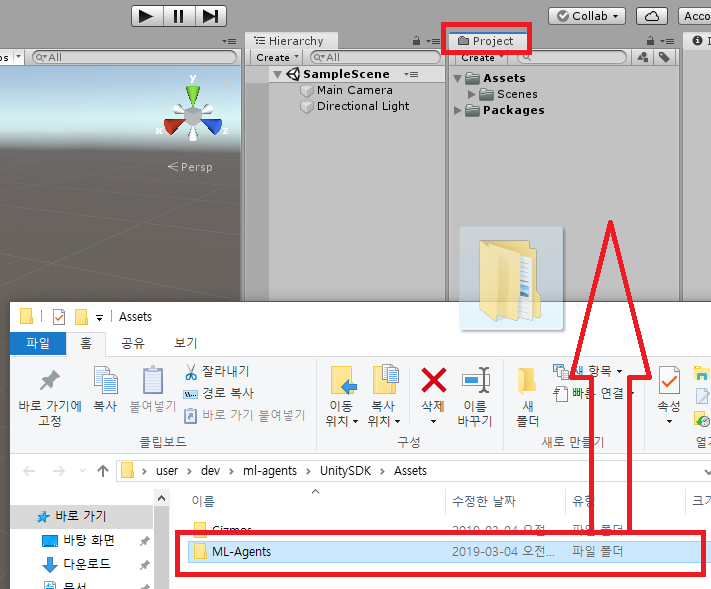 Collab
Acco
os
All
Hierarchy
Create
All
SampleScene
Main Camera
Directional Light
Project
Create
Assets
Scenes
Packages
y
x
z
Persp
Assets
파일
홈
공유
보기
바로 가기에
고정
복사
붙여넣기
잘라내기
경로 복사
바로 가기 붙여넣기
클립보드
이동
위치
복사
위치
삭제
이름
바꾸기
구성
새
폴더
새 항목
빠른 연결
새로 만들기
속성
열기
user › dev › ml-agents › UnitySDK › Assets
이름
수정한 날짜
유형
크기
바로 가기
바탕 화면
다운로드
문서
Gizmos
2019-03-04 오전...
파일 폴더
ML-Agents
2019-03-04 오전...
파일 폴더